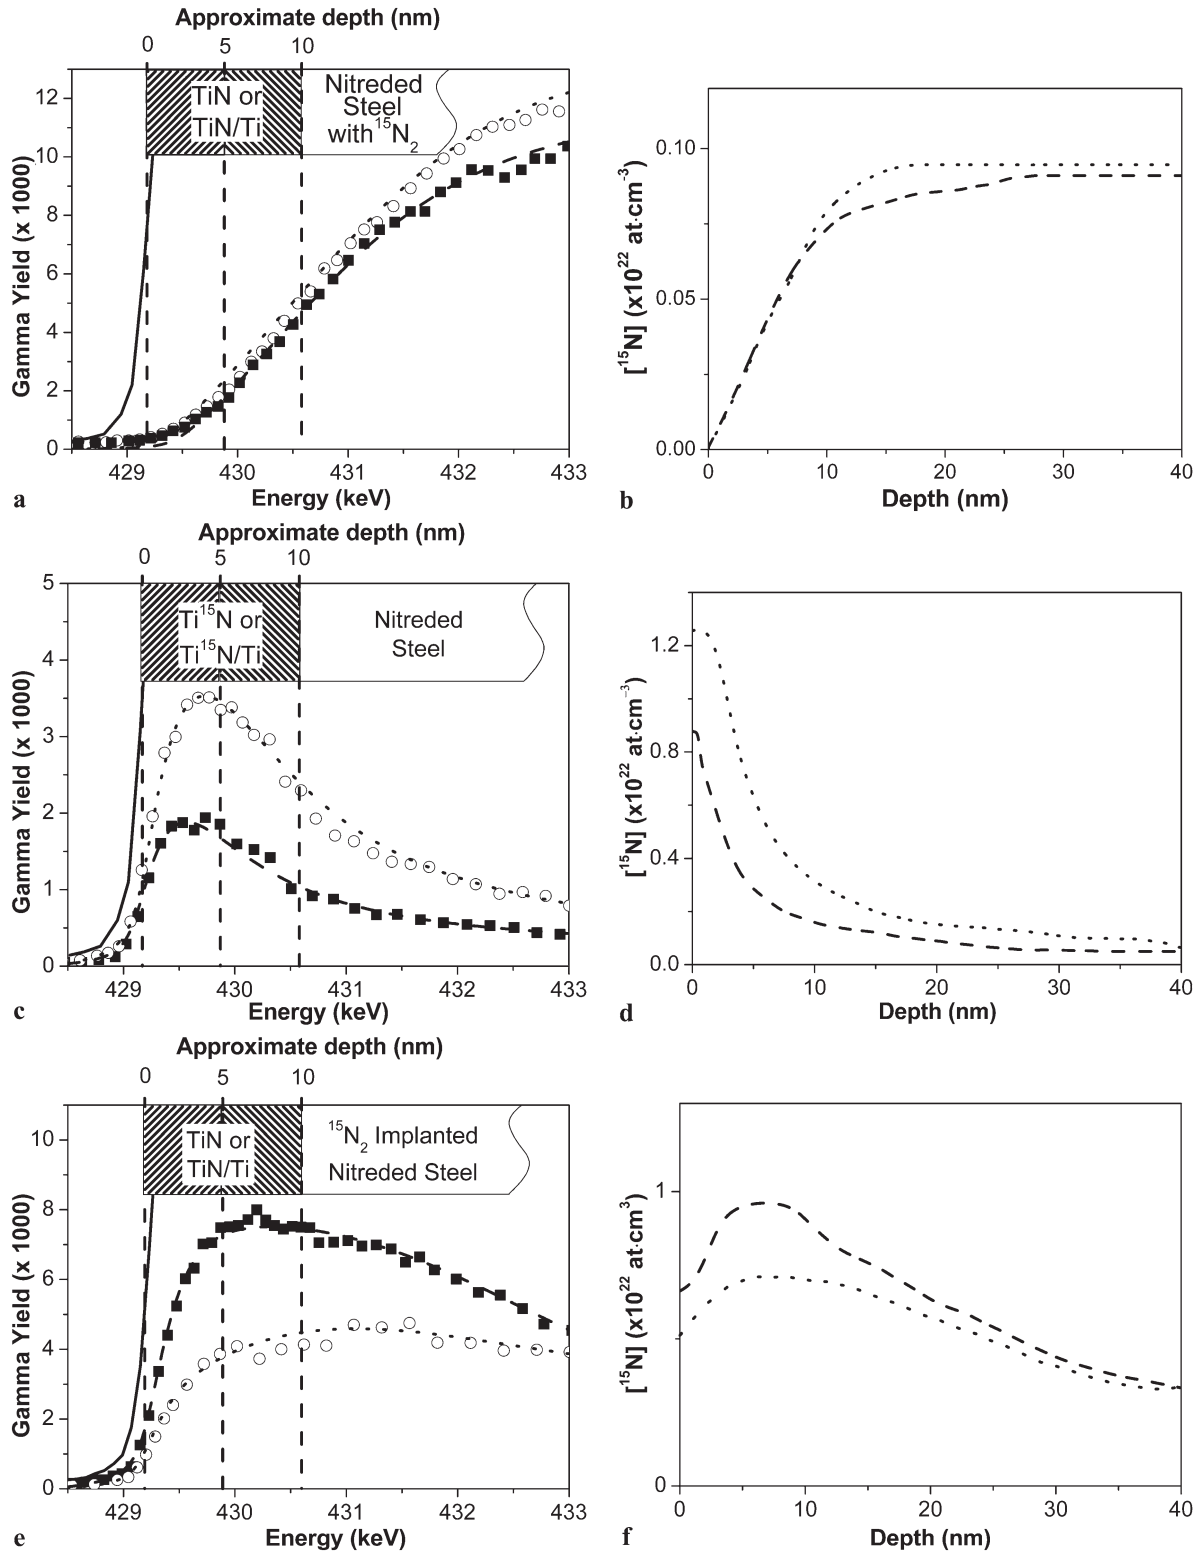 Approximate depth (nm)
0 5 10
TiN or
TiN/Ti
Nitreded
Steel
with ¹⁵N₂
Gamma Yield (x 1000)
12
10
8
6
4
2
0
429 430 431 432 433
Energy (keV)
a
[¹⁵N] (x10²² at·cm⁻³)
0.10
0.05
0.00
0 10 20 30 40
Depth (nm)
b
Approximate depth (nm)
0 5 10
Ti¹⁵N or
Ti¹⁵N/Ti
Nitreded
Steel
Gamma Yield (x 1000)
5
4
3
2
1
0
429 430 431 432 433
Energy (keV)
c
[¹⁵N] (x10²² at·cm⁻³)
1.2
0.8
0.4
0.0
0 10 20 30 40
Depth (nm)
d
Approximate depth (nm)
0 5 10
TiN or
TiN/Ti
¹⁵N₂ Implanted
Nitreded Steel
Gamma Yield (x 1000)
10
8
6
4
2
0
429 430 431 432 433
Energy (keV)
e
[¹⁵N] (x10²² at·cm³)
1
0
0 10 20 30 40
Depth (nm)
f